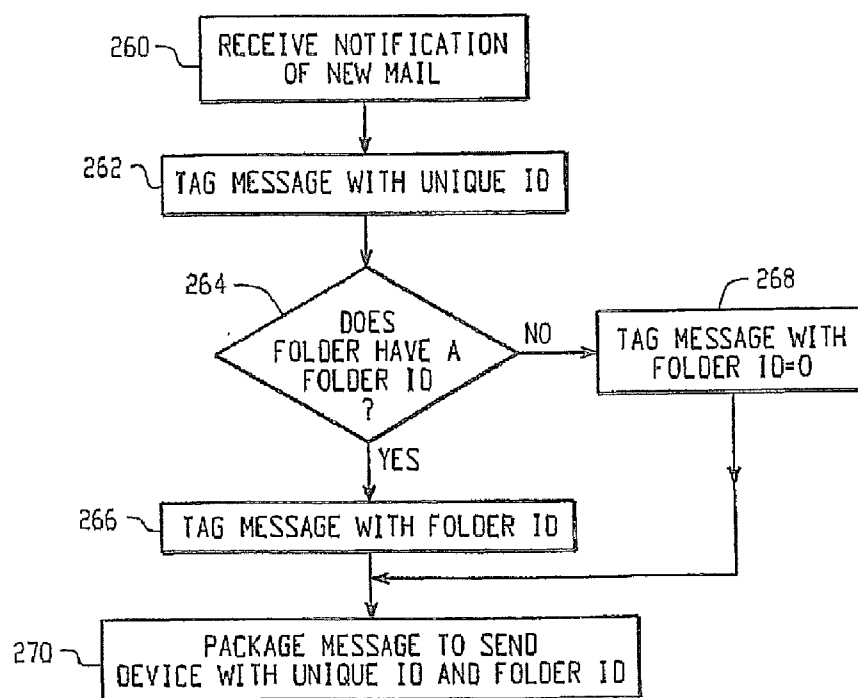 260
RECEIVE NOTIFICATION
OF NEW MAIL
262
TAG MESSAGE WITH UNIQUE ID
264
DOES
FOLDER HAVE A
FOLDER ID
?
NO
268
TAG MESSAGE WITH
FOLDER ID=0
YES
266
TAG MESSAGE WITH FOLDER ID
270
PACKAGE MESSAGE TO SEND
DEVICE WITH UNIQUE ID AND FOLDER ID